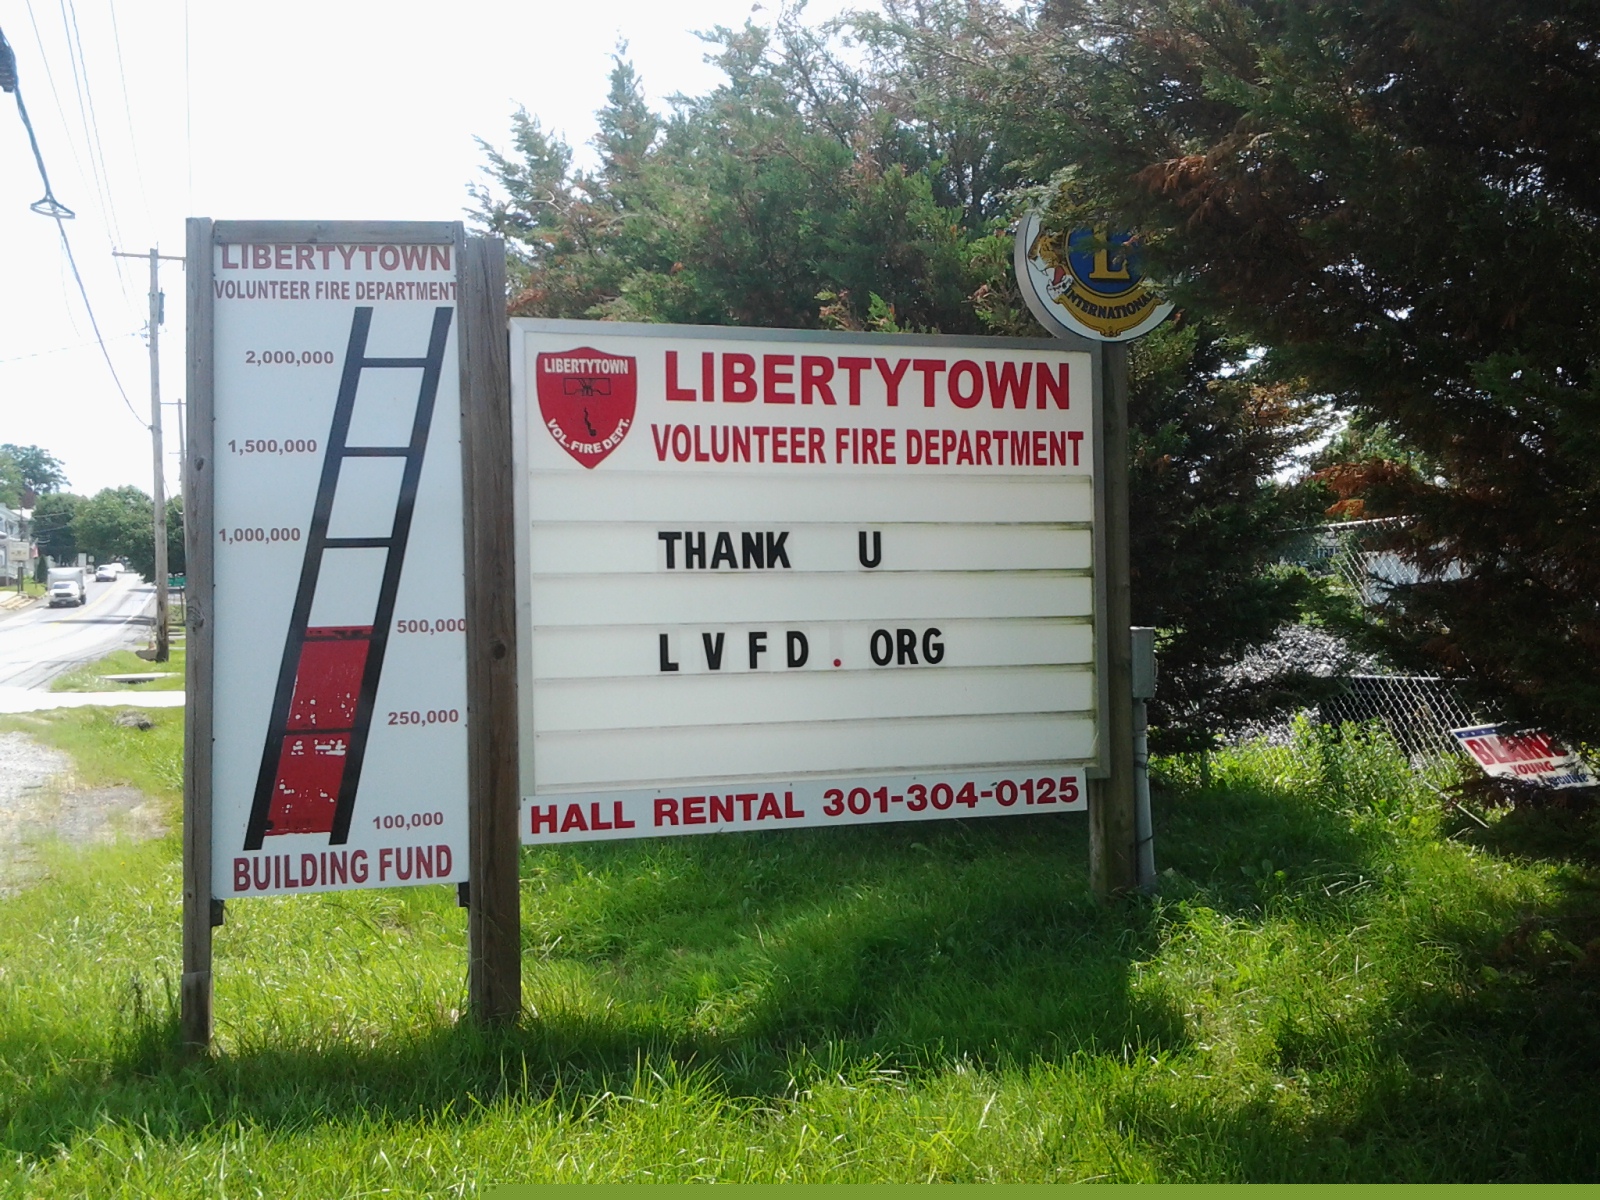 LIBERTYTOWN
VOLUNTEER FIRE DEPARTMENT
2,000,000
1,500,000
1,000,000
500,000
250,000
100,000
BUILDING FUND
LIBERTYTOWN
VOL. FIRE DEPT.
LIBERTYTOWN
VOLUNTEER FIRE DEPARTMENT
THANK U
LVFD.ORG
HALL RENTAL 301-304-0125
L
INTERNATIONAL
YOUNG